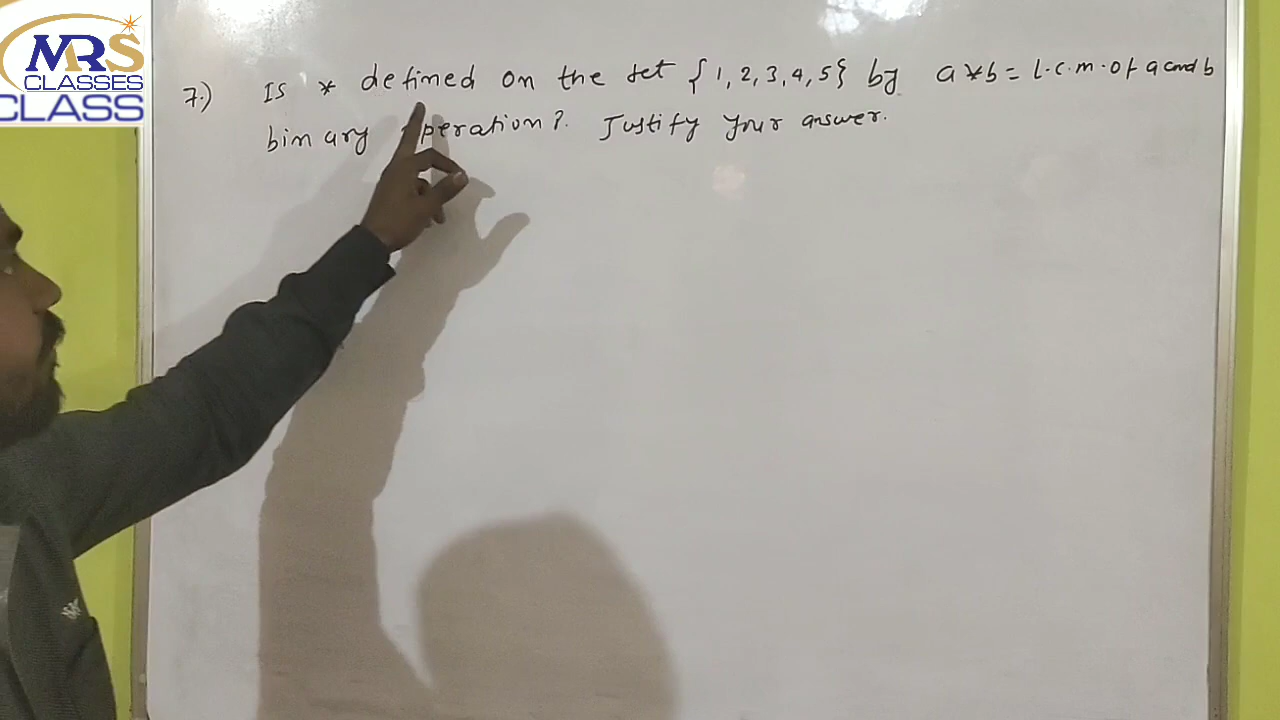 MRS
CLASSES
CLASS
7.) Is * defined on the set {1, 2, 3, 4, 5} by a * b = l.c.m. of a and b
binary operation?. Justify your answer.